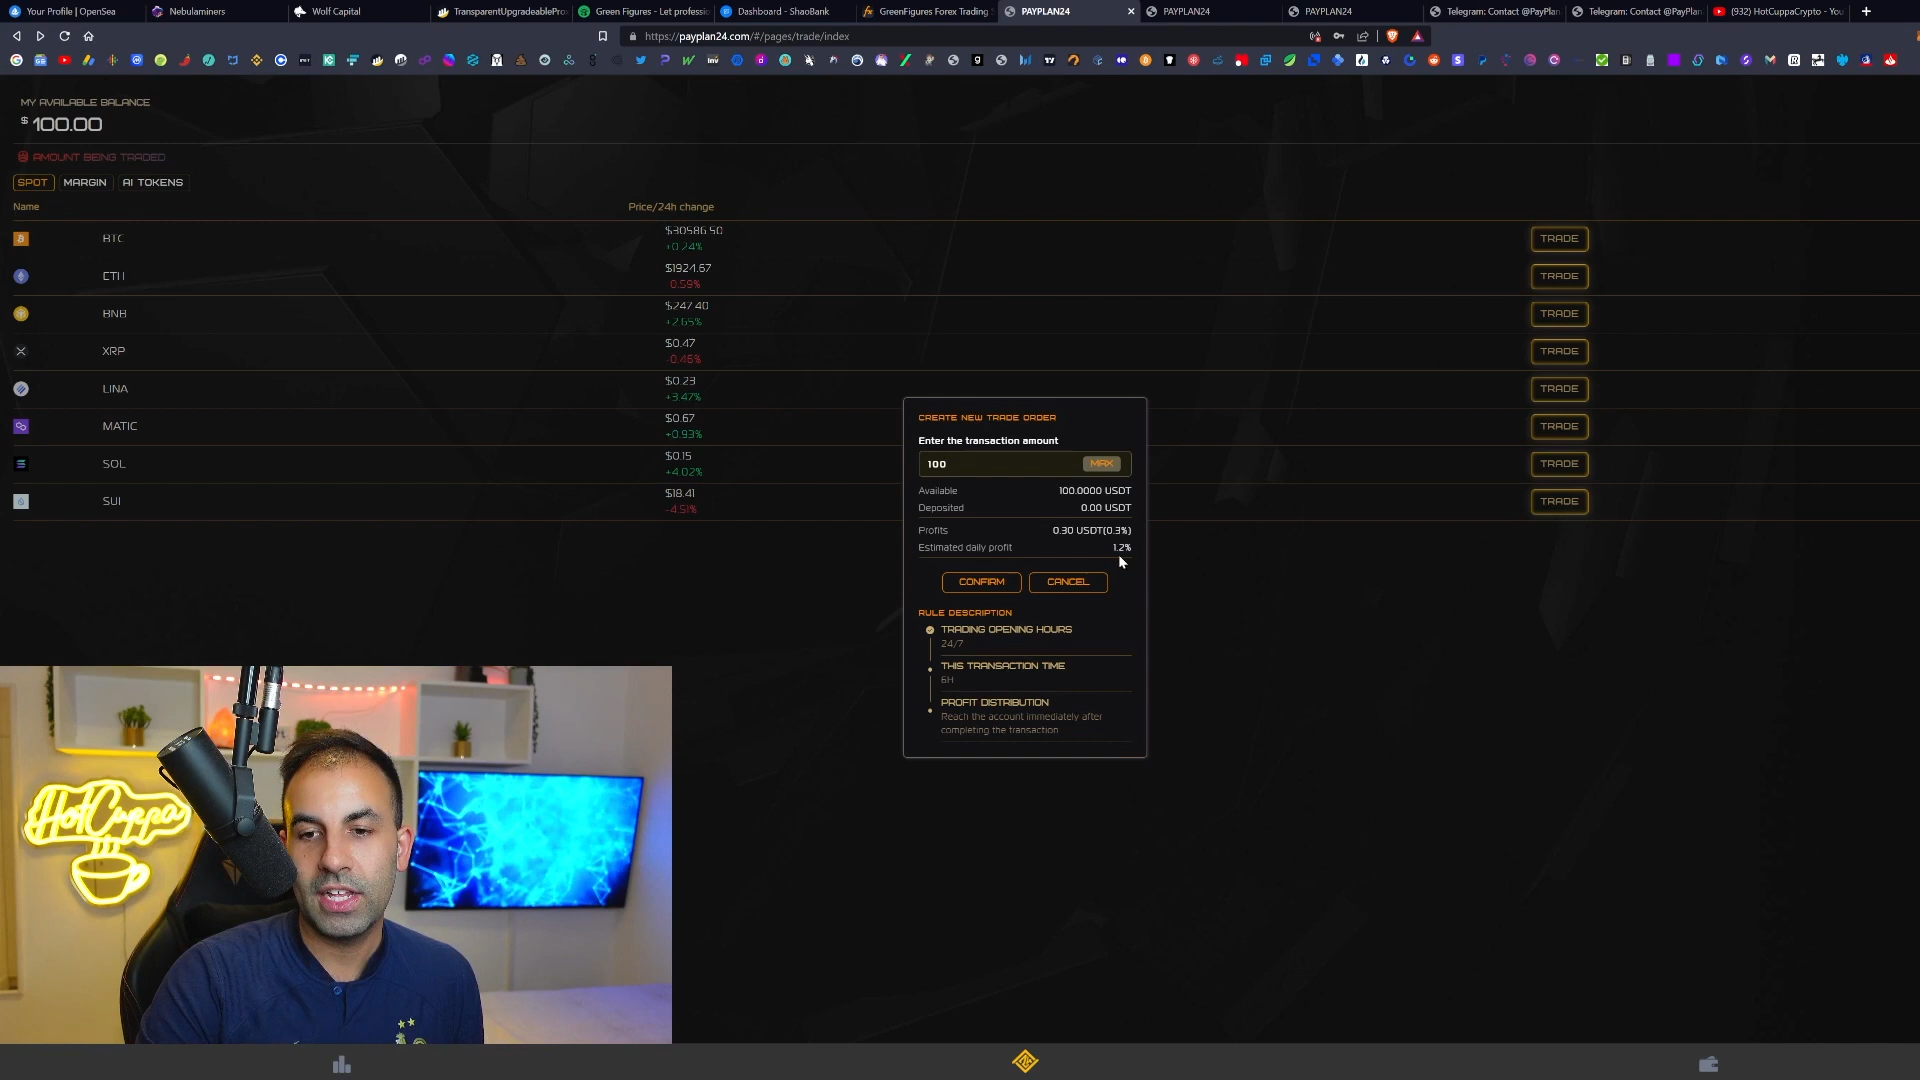 Your Profile | OpenSea
Nebulaminers
Wolf Capital
TransparentUpgradeablePro
Green Figures - Let professio
Dashboard - ShaoBank
GreenFigures Forex Trading S
PAYPLAN24
PAYPLAN24
PAYPLAN24
Telegram: Contact @PayPlan
Telegram: Contact @PayPlan
(932) HotCuppaCrypto - You
https://payplan24.com/#/pages/trade/index
MY AVAILABLE BALANCE
$ 100.00
AMOUNT BEING TRADED
SPOT MARGIN AI TOKENS
Name Price/24h change
BTC $30586.50 TRADE
+0.24%
ETH $1924.67 TRADE
0.59%
BNB $247.40 TRADE
+2.65%
XRP $0.47 TRADE
-0.46%
LINA $0.23 TRADE
+3.47%
MATIC $0.67 TRADE
+0.93%
SOL $0.15 TRADE
+4.02%
SUI $18.41 TRADE
-4.51%
CREATE NEW TRADE ORDER
Enter the transaction amount
100 MAX
Available 100.0000 USDT
Deposited 0.00 USDT
Profits 0.30 USDT(0.3%)
Estimated daily profit 1.2%
CONFIRM CANCEL
RULE DESCRIPTION
TRADING OPENING HOURS
24/7
THIS TRANSACTION TIME
6H
PROFIT DISTRIBUTION
Reach the account immediately after
completing the transaction
HotCuppa